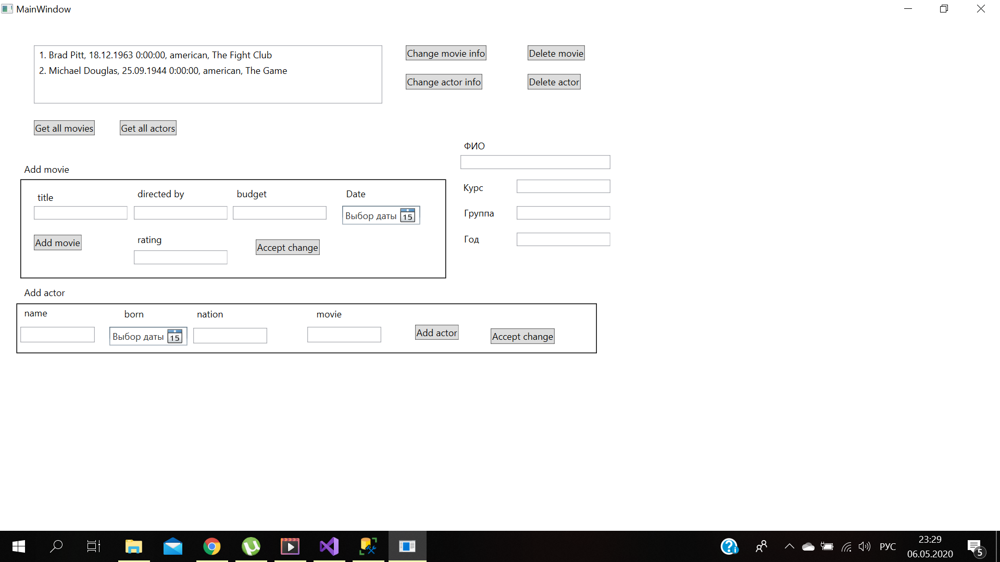 MainWindow
1. Brad Pitt, 18.12.1963 0:00:00, american, The Fight Club
2. Michael Douglas, 25.09.1944 0:00:00, american, The Game
Change movie info
Delete movie
Change actor info
Delete actor
Get all movies
Get all actors
ФИО
Add movie
title
directed by
budget
Date
Курс
Выбор даты
15
Группа
Add movie
rating
Accept change
Год
Add actor
name
born
nation
movie
Выбор даты
15
Add actor
Accept change
РУС
23:29
06.05.2020
5